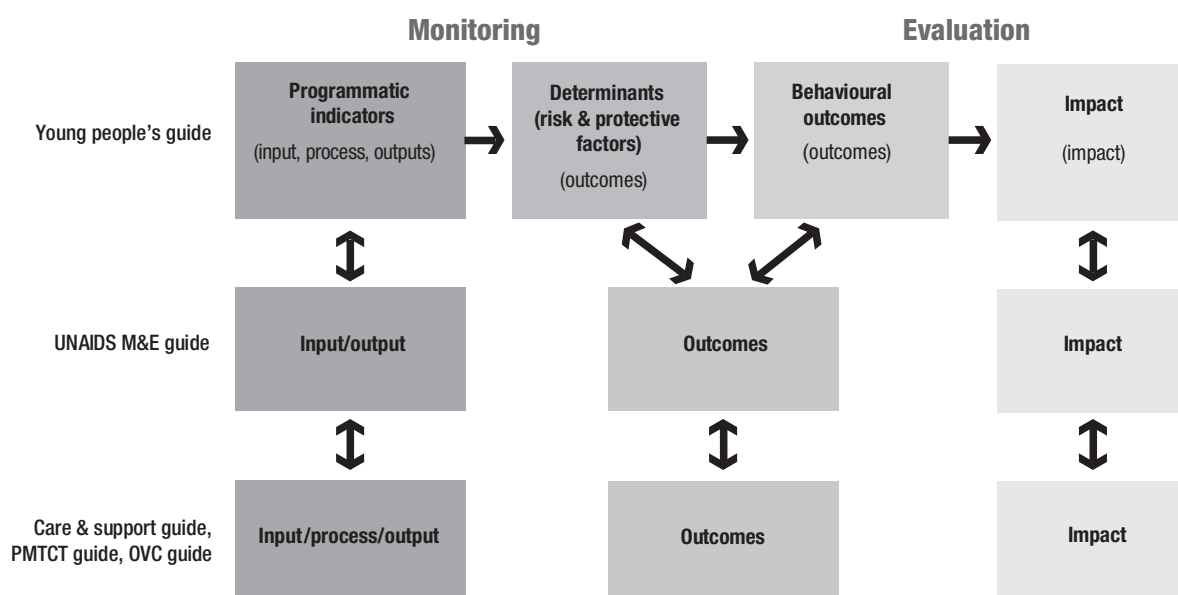 Monitoring
Evaluation
Young people’s guide
Programmatic
indicators
(input, process, outputs)
Determinants
(risk & protective
factors)
(outcomes)
Behavioural
outcomes
(outcomes)
Impact
(impact)
UNAIDS M&E guide
Input/output
Outcomes
Impact
Care & support guide,
PMTCT guide, OVC guide
Input/process/output
Outcomes
Impact